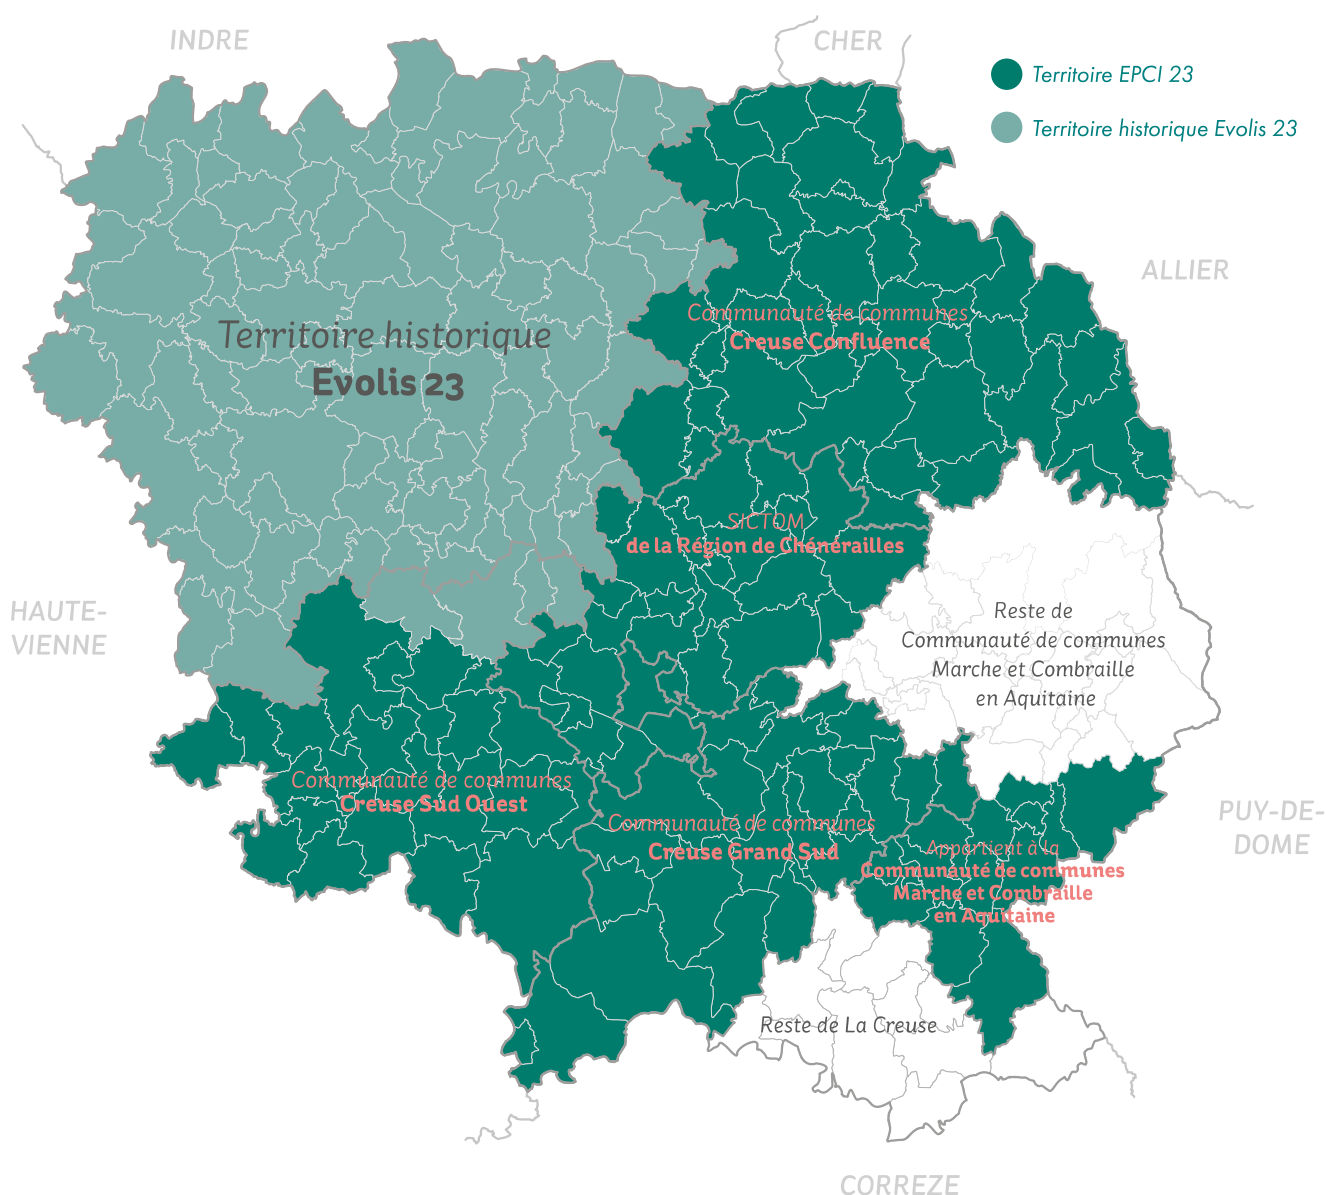 INDRE
CHER
Territoire EPCI 23
Territoire historique Evolis 23
ALLIER
Communauté de communes
Creuse Confluence
Territoire historique
Evolis 23
SICTOM
de la Région de Chénérailles
HAUTE-
VIENNE
Reste de
Communauté de communes
Marche et Combraille
en Aquitaine
Communauté de communes
Creuse Sud Ouest
Communauté de communes
Creuse Grand Sud
PUY-DE-
DOME
Appartient à la
Communauté de communes
Marche et Combraille
en Aquitaine
Reste de La Creuse
CORREZE